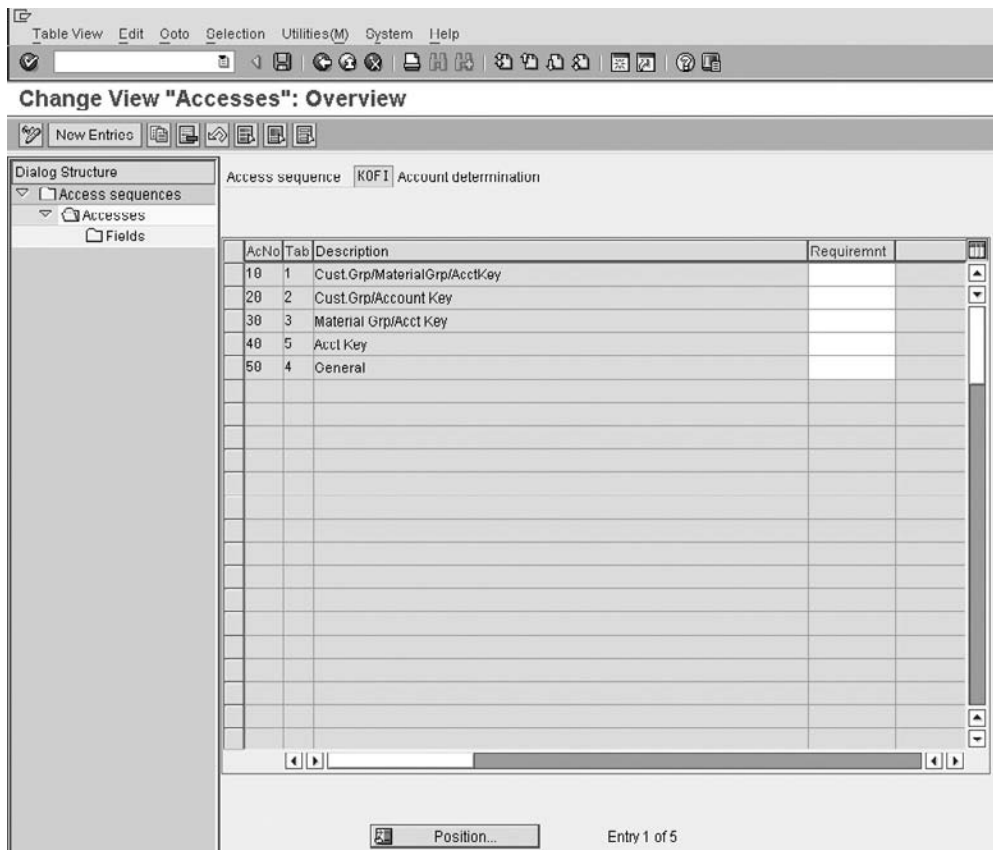 Table View Edit Goto Selection Utilities(M) System Help
Change View "Accesses": Overview
New Entries
Dialog Structure
Access sequences
Accesses
Fields
Access sequence KOFI Account determination
AcNo Tab Description Requiremnt
10 1 Cust.Grp/MaterialGrp/AcctKey
20 2 Cust.Grp/Account Key
30 3 Material Grp/Acct Key
40 5 Acct Key
50 4 General
Position... Entry 1 of 5